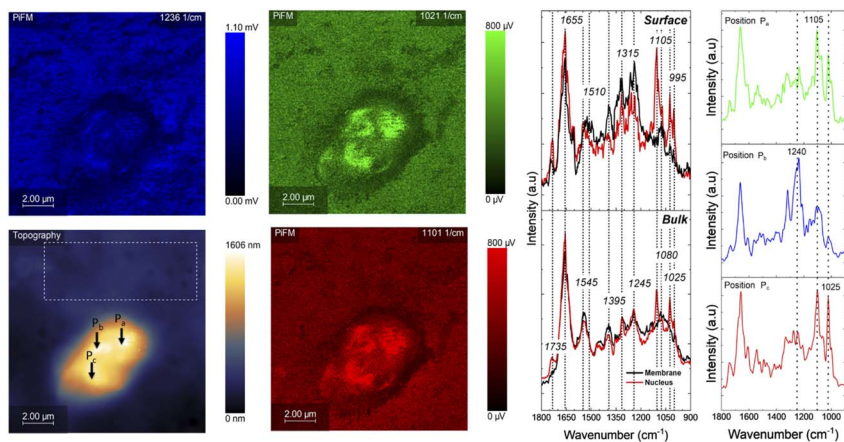 PiFM
1236 1/cm
2.00 µm
1.10 mV
0.00 mV
PiFM
1021 1/cm
2.00 µm
800 µV
0 µV
Topography
Pb
Pa
Pc
2.00 µm
1606 nm
0 nm
PiFM
1101 1/cm
2.00 µm
800 µV
0 µV
Intensity (a.u)
Surface
1655
1510
1315
1105
995
Bulk
1735
1545
1395
1245
1080
1025
Membrane
Nucleus
1800 1650 1500 1350 1200 1050 900
Wavenumber (cm-1)
Position Pa
1105
Intensity (a.u)
Position Pb
1240
Intensity (a.u)
Position Pc
1025
Intensity (a.u)
1800 1600 1400 1200 1000
Wavenumber (cm-1)